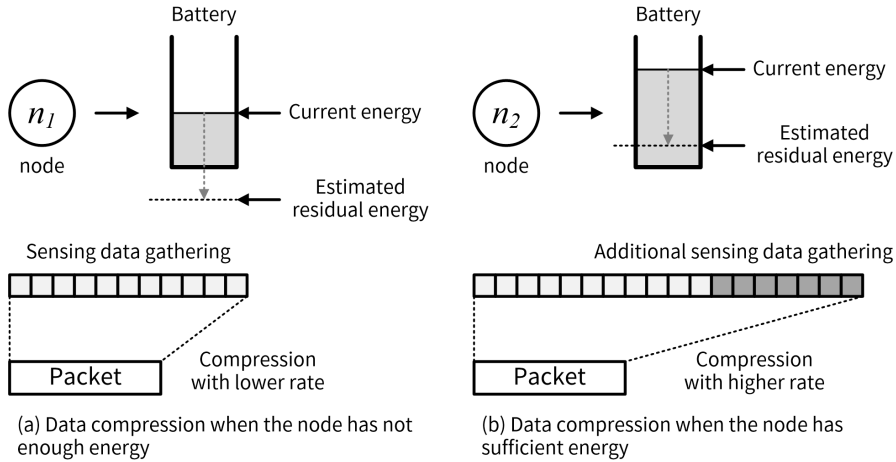 Battery
n1
node
Current energy
Estimated
residual energy
Sensing data gathering
Packet
Compression
with lower rate
(a) Data compression when the node has not
enough energy
Battery
n2
node
Current energy
Estimated
residual energy
Additional sensing data gathering
Packet
Compression
with higher rate
(b) Data compression when the node has
sufficient energy